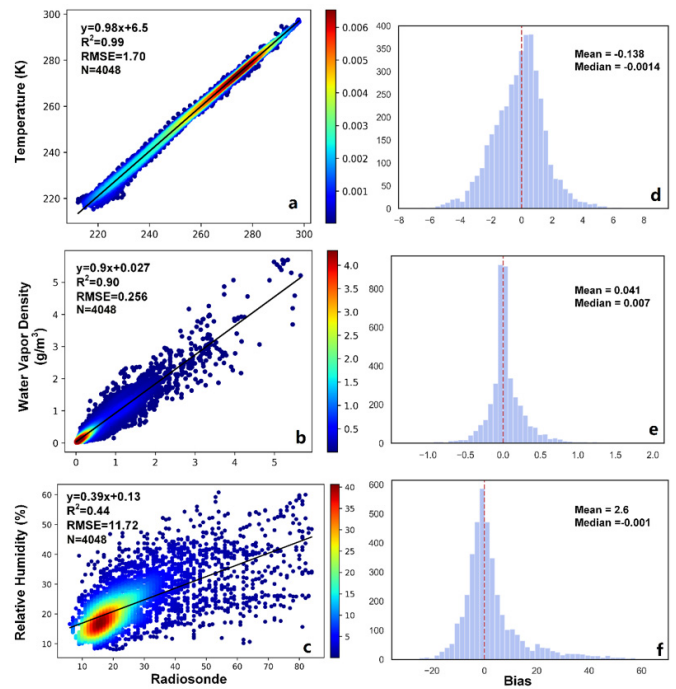 y=0.98x+6.5
R²=0.99
RMSE=1.70
N=4048
Temperature (K)
300
280
260
240
220
220 240 260 280 300
a
0.006
0.005
0.004
0.003
0.002
0.001
400
350
300
250
200
150
100
50
0
−8 −6 −4 −2 0 2 4 6 8
Mean = -0.138
Median = -0.0014
d
y=0.9x+0.027
R²=0.90
RMSE=0.256
N=4048
Water Vapor Density
(g/m³)
5
4
3
2
1
0
0 1 2 3 4 5
b
4.0
3.5
3.0
2.5
2.0
1.5
1.0
0.5
800
600
400
200
0
−1.0 −0.5 0.0 0.5 1.0 1.5 2.0
Mean = 0.041
Median = 0.007
e
y=0.39x+0.13
R²=0.44
RMSE=11.72
N=4048
Relative Humidity (%)
60
50
40
30
20
10
10 20 30 40 50 60 70 80
Radiosonde
c
40
35
30
25
20
15
10
5
600
500
400
300
200
100
0
−20 0 20 40 60
Bias
Mean = 2.6
Median =-0.001
f